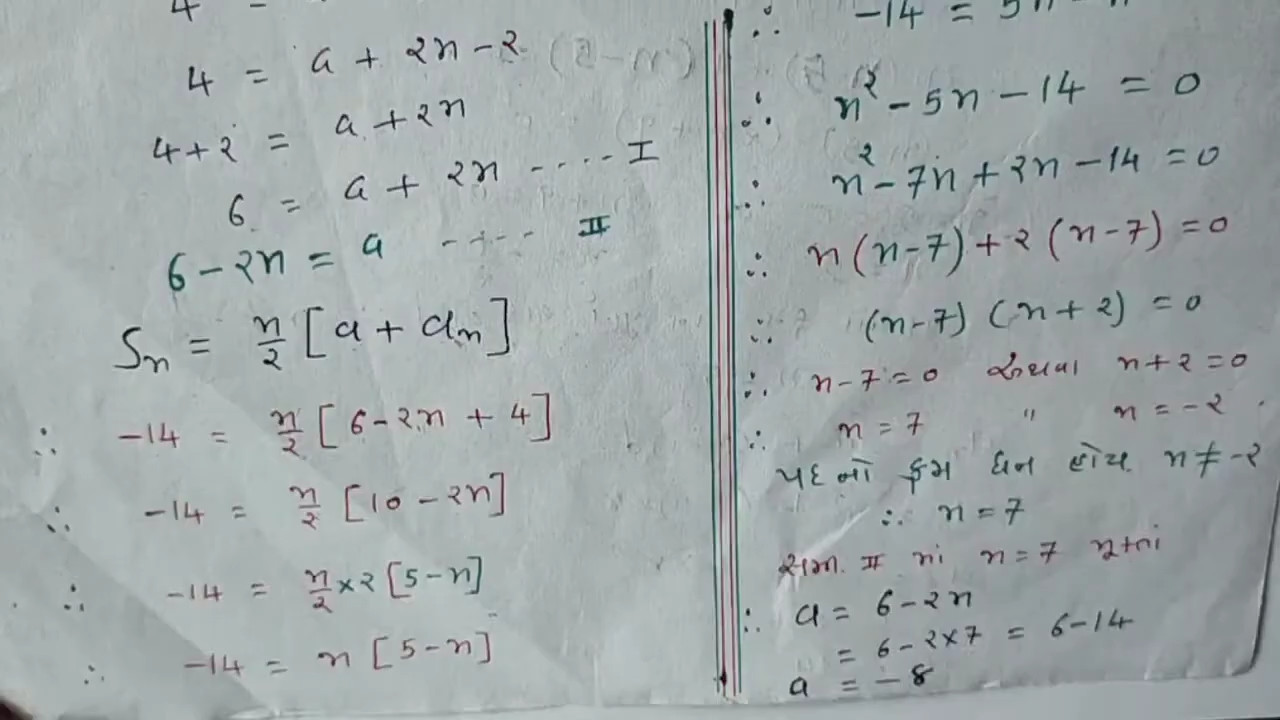 4 =
4 = a + 2n - 2
4+2 = a + 2n
6 = a + 2n ---- I
6 - 2n = a ---- II
Sn = n/2 [a + an]
∴ -14 = n/2 [6 - 2n + 4]
∴ -14 = n/2 [10 - 2n]
∴ -14 = n/2 × 2 [5 - n]
∴ -14 = n [5 - n]
∴ -14 = 5n -
∴ n² - 5n - 14 = 0
∴ n² - 7n + 2n - 14 = 0
∴ n(n-7) + 2(n-7) = 0
∴ (n-7) (n+2) = 0
∴ n-7 = 0 અથવા n+2 = 0
∴ n = 7 " n = -2
પદનો ક્રમ ધન હોય n ≠ -2
∴ n = 7
સમી. II માં n = 7 મૂકતાં
∴ a = 6 - 2n
= 6 - 2×7 = 6-14
a = -8